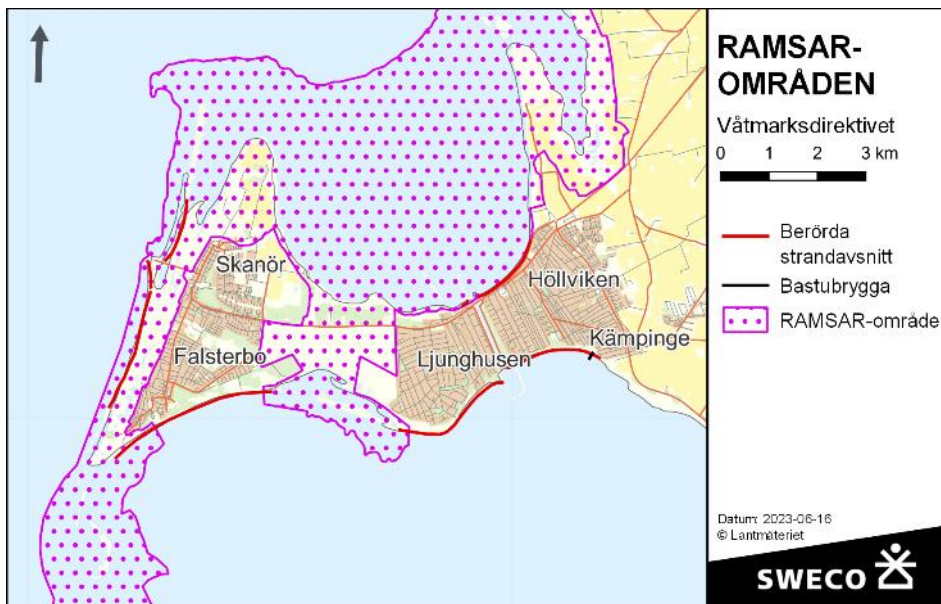 RAMSAR-
OMRÅDEN
Våtmarksdirektivet
0 1 2 3 km
Berörda
strandavsnitt
Bastubrygga
RAMSAR-område
Skanör
Höllviken
Kämpinge
Falsterbo
Ljunghusen
Datum: 2023-06-16
© Lantmäteriet
SWECO